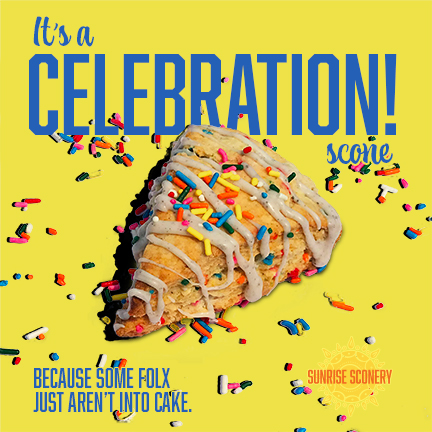 It's a
CELEBRATION!
scone
BECAUSE SOME FOLX
JUST AREN'T INTO CAKE.
SUNRISE SCONERY